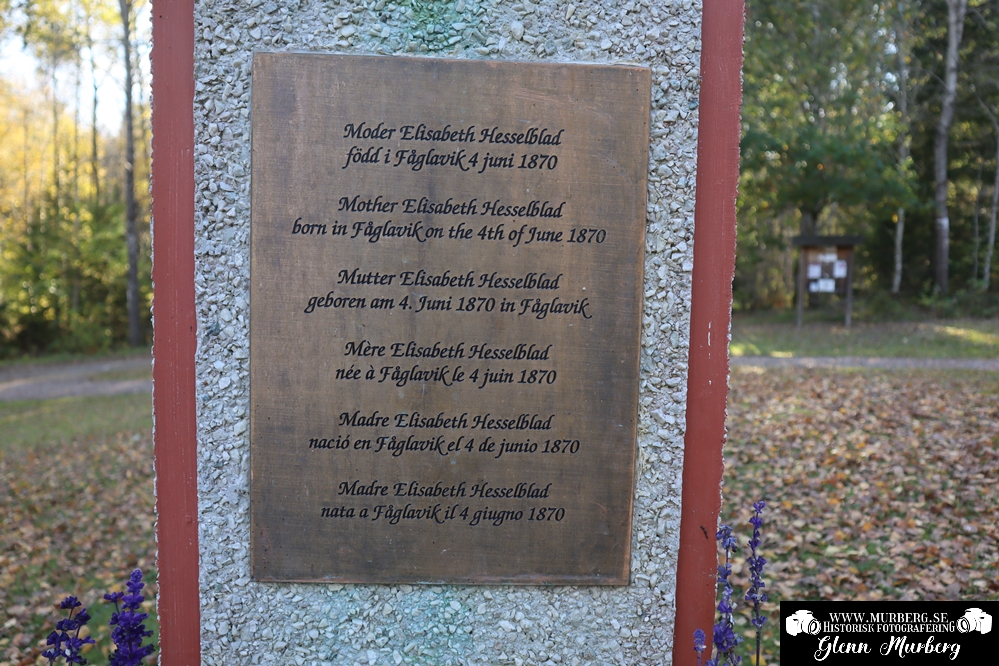 Moder Elisabeth Hesselblad
född i Fåglavik 4 juni 1870
Mother Elisabeth Hesselblad
born in Fåglavik on the 4th of June 1870
Mutter Elisabeth Hesselblad
geboren am 4. Juni 1870 in Fåglavik
Mère Elisabeth Hesselblad
née à Fåglavik le 4 juin 1870
Madre Elisabeth Hesselblad
nació en Fåglavik el 4 de junio 1870
Madre Elisabeth Hesselblad
nata a Fåglavik il 4 giugno 1870
WWW.MURBERG.SE
HISTORISK FOTOGRAFERING
Glenn Murberg